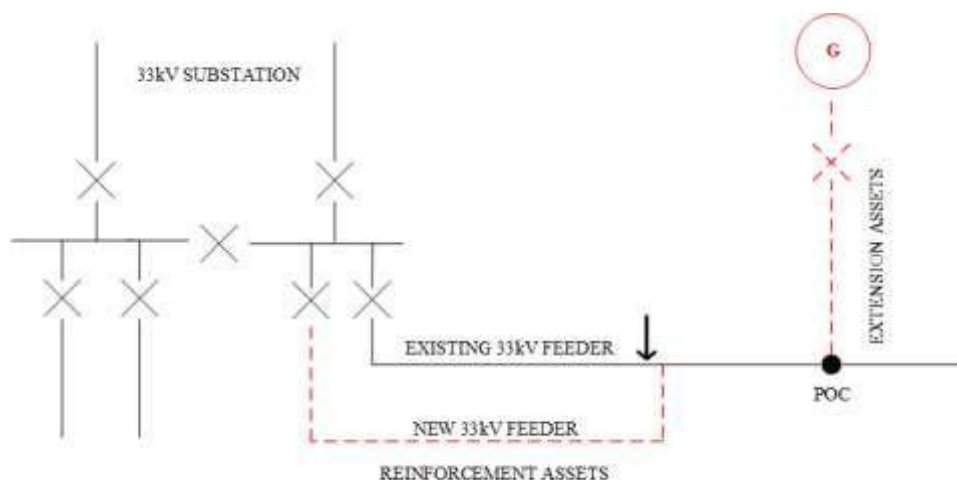 33kV SUBSTATION
G
EXTENSION ASSETS
EXISTING 33kV FEEDER
POC
NEW 33kV FEEDER
REINFORCEMENT ASSETS